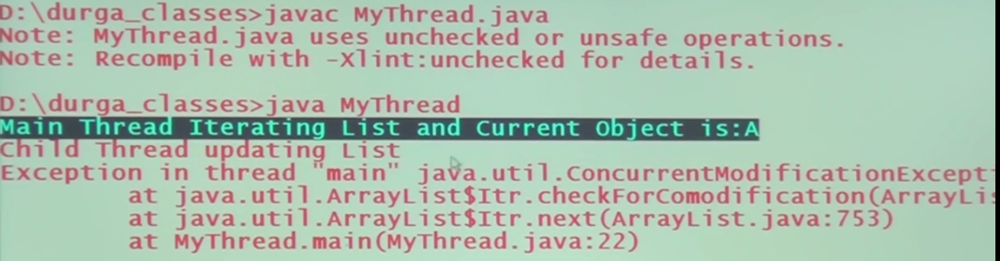 D:\durga_classes>javac MyThread.java
Note: MyThread.java uses unchecked or unsafe operations.
Note: Recompile with -Xlint:unchecked for details.
D:\durga_classes>java MyThread
Main Thread Iterating List and Current Object is:A
Child Thread updating List
Exception in thread "main" java.util.ConcurrentModificationExcept
at java.util.ArrayList$Itr.checkForComodification(ArrayLi
at java.util.ArrayList$Itr.next(ArrayList.java:753)
at MyThread.main(MyThread.java:22)